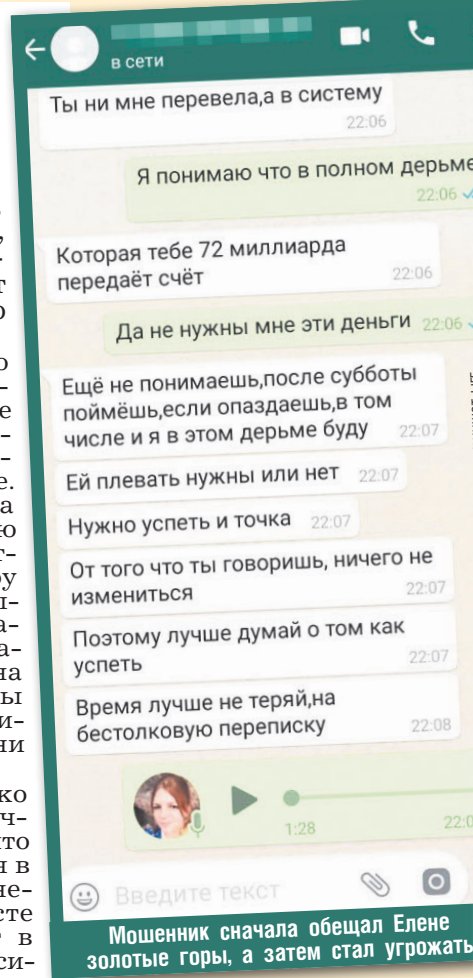 в сети
Ты ни мне перевела,а в систему
22:06
Я понимаю что в полном дерьме
22:06
Которая тебе 72 миллиарда
передаёт счёт
22:06
Да не нужны мне эти деньги 22:06
Ещё не понимаешь,после субботы
поймёшь,если опаздаешь,в том
числе и я в этом дерьме буду 22:07
Ей плевать нужны или нет 22:07
Нужно успеть и точка 22:07
От того что ты говоришь, ничего не
измениться
22:07
Поэтому лучше думай о том как
успеть
22:07
Время лучше не теряй,на
бестолковую переписку
22:08
1:28
Введите текст
Мошенник сначала обещал Елене
золотые горы, а затем стал угрожать